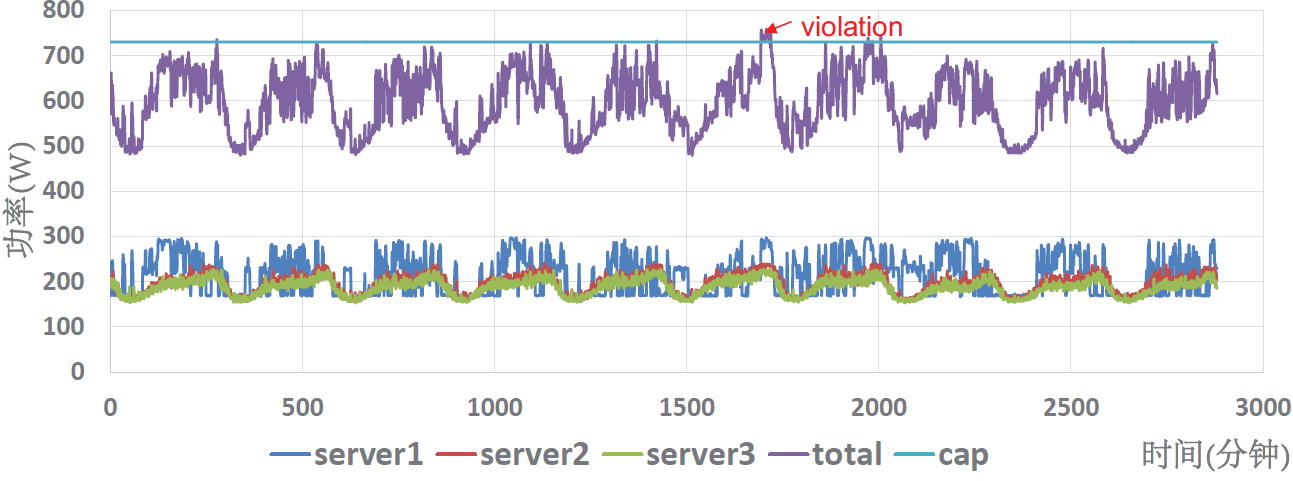 800
violation
700
600
500
400
300
200
100
0
功率(W)
0 500 1000 1500 2000 2500 3000
server1 server2 server3 total cap
时间(分钟)